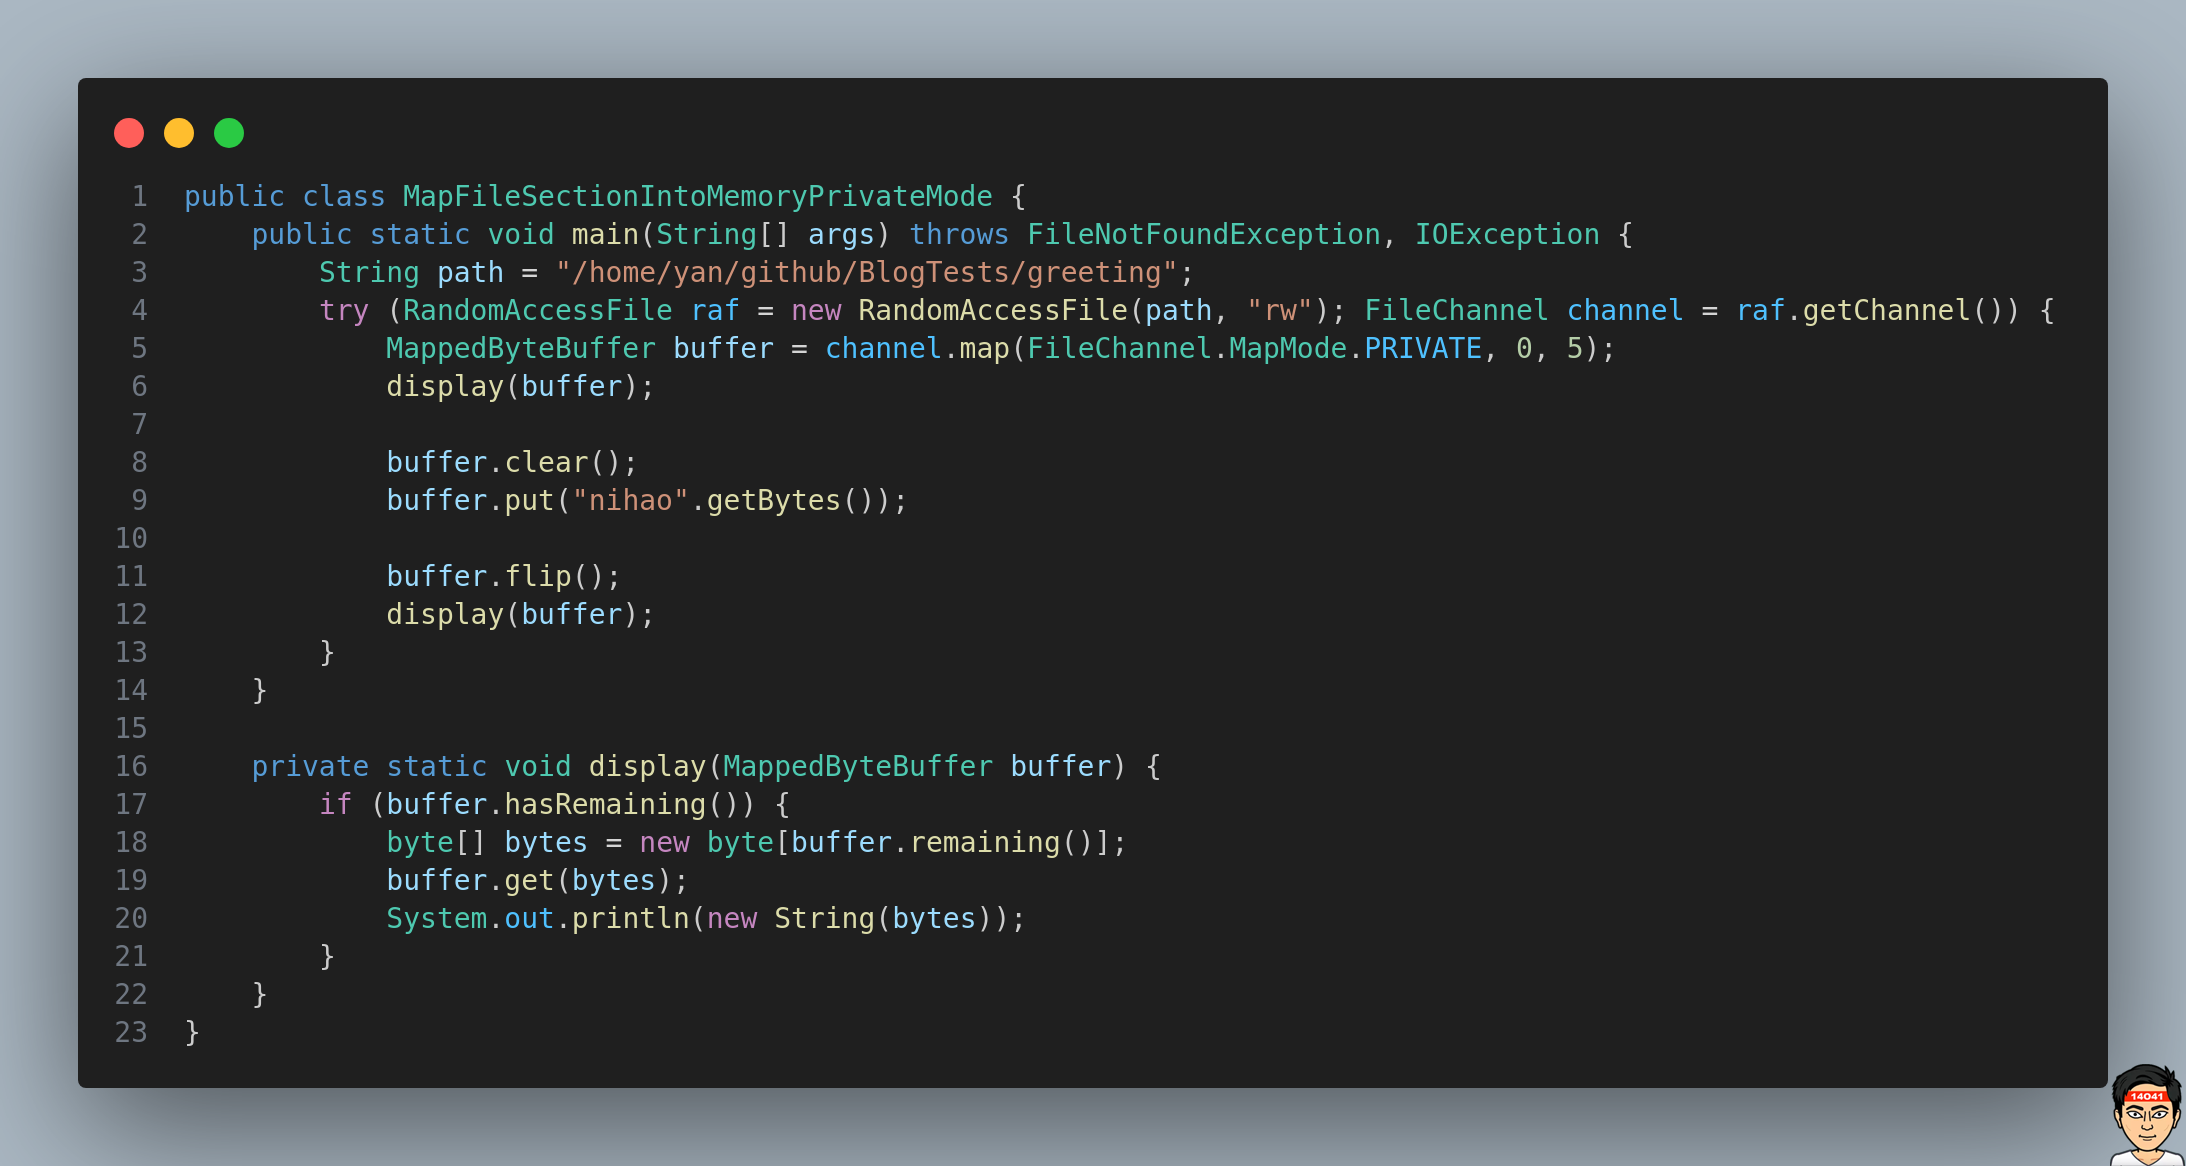 1 public class MapFileSectionIntoMemoryPrivateMode {
2     public static void main(String[] args) throws FileNotFoundException, IOException {
3         String path = "/home/yan/github/BlogTests/greeting";
4         try (RandomAccessFile raf = new RandomAccessFile(path, "rw"); FileChannel channel = raf.getChannel()) {
5             MappedByteBuffer buffer = channel.map(FileChannel.MapMode.PRIVATE, 0, 5);
6             display(buffer);
7
8             buffer.clear();
9             buffer.put("nihao".getBytes());
10
11             buffer.flip();
12             display(buffer);
13         }
14     }
15
16     private static void display(MappedByteBuffer buffer) {
17         if (buffer.hasRemaining()) {
18             byte[] bytes = new byte[buffer.remaining()];
19             buffer.get(bytes);
20             System.out.println(new String(bytes));
21         }
22     }
23 }
14041